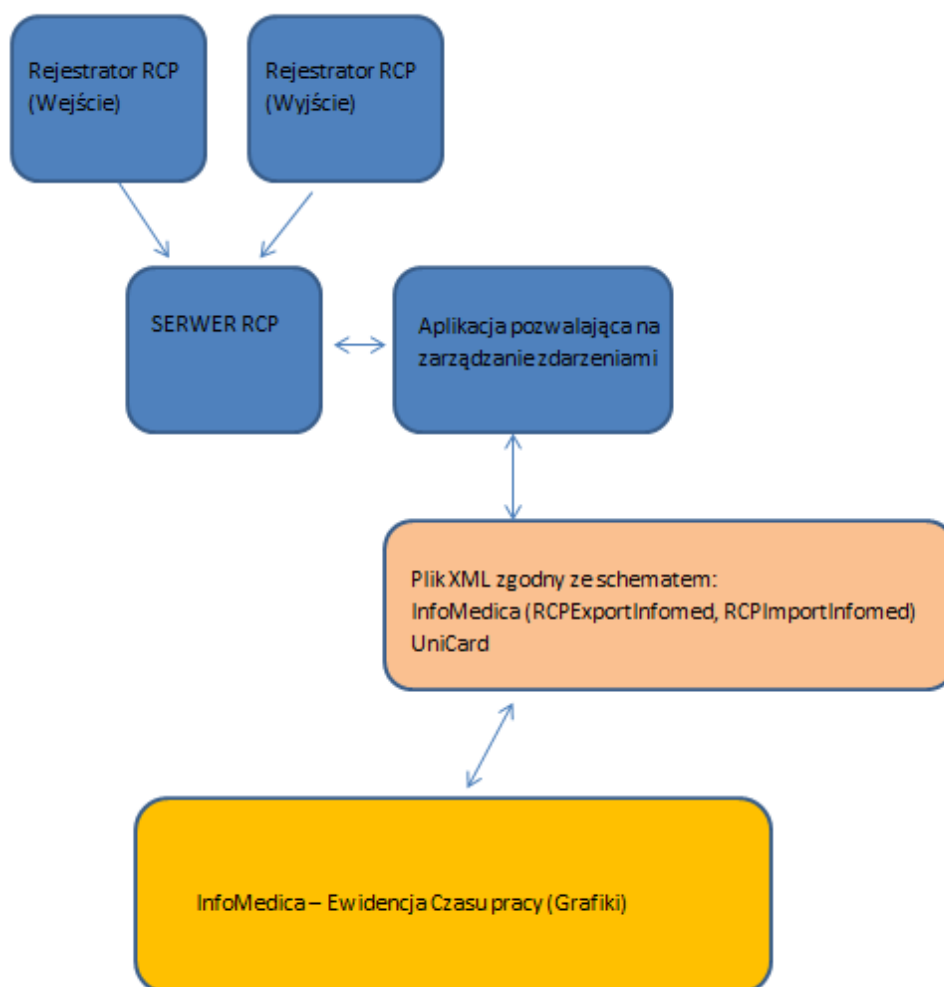 Rejestrator RCP
(Wejście)
Rejestrator RCP
(Wyjście)
SERWER RCP
Aplikacja pozwalająca na
zarządzanie zdarzeniami
Plik XML zgodny ze schematem:
InfoMedica (RCPExportInfomed, RCPImportInfomed)
UniCard
InfoMedica – Ewidencja Czasu pracy (Grafiki)